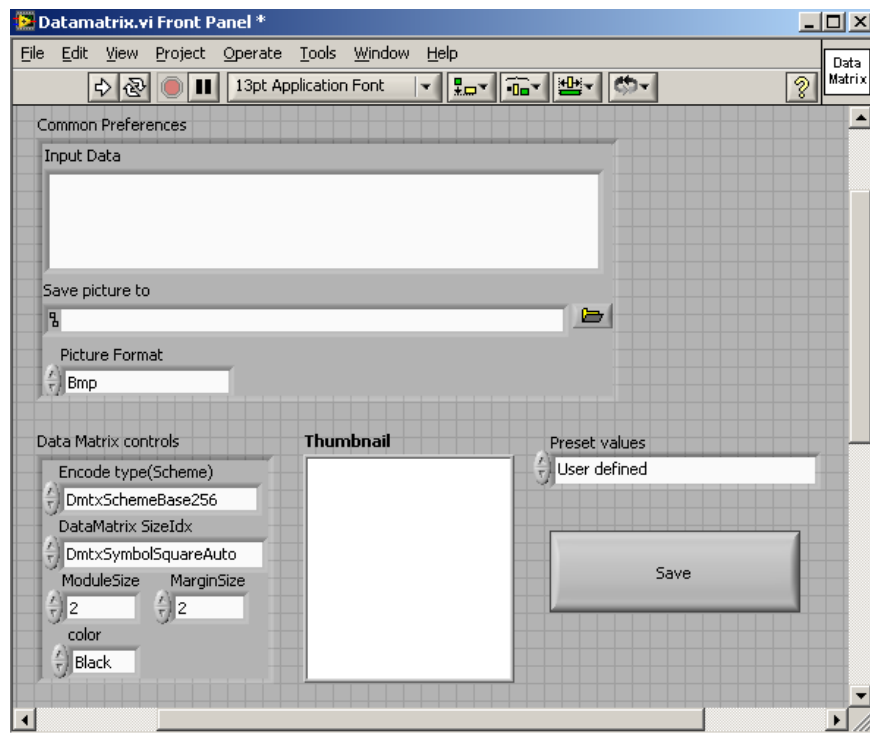 Datamatrix.vi Front Panel *
File Edit View Project Operate Tools Window Help
13pt Application Font
Data
Matrix
Common Preferences
Input Data
Save picture to
Picture Format
Bmp
Data Matrix controls
Thumbnail
Preset values
User defined
Encode type(Scheme)
DmtxSchemeBase256
DataMatrix SizeIdx
DmtxSymbolSquareAuto
ModuleSize MarginSize
2 2
Save
color
Black